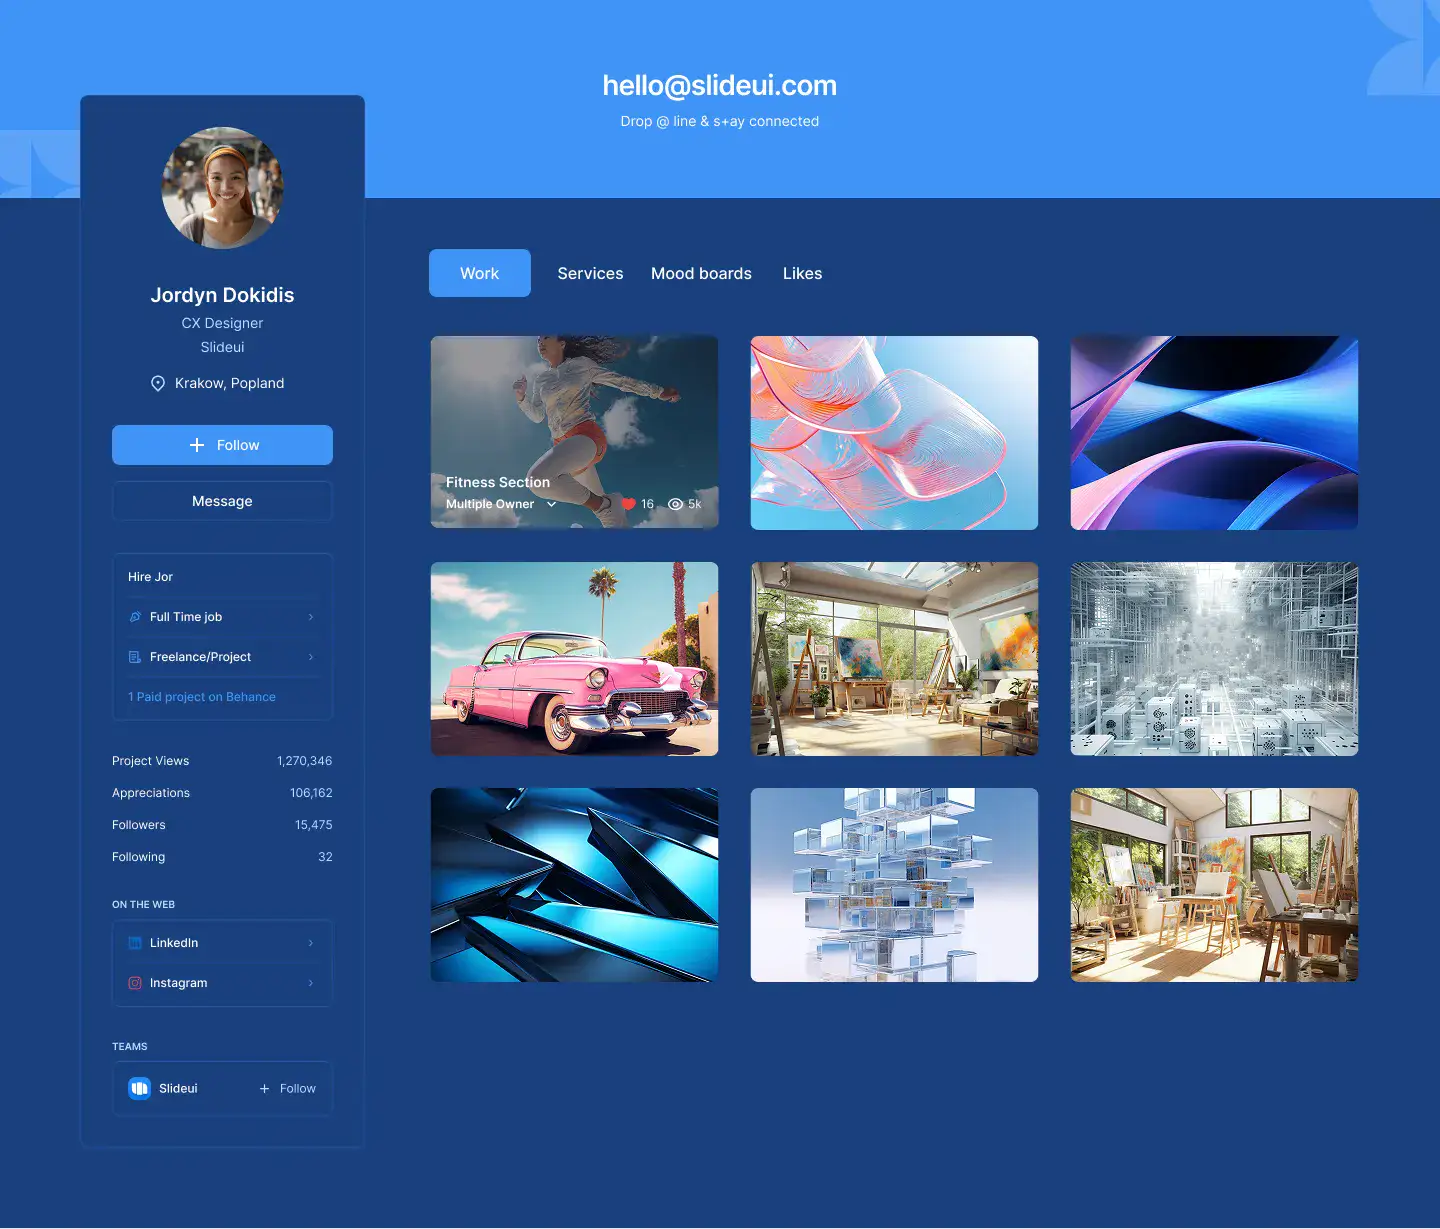 hello@slideui.com
Drop @ line & s+ay connected
Jordyn Dokidis
CX Designer
Slideui
Krakow, Popland
Follow
Message
Hire Jor
Full Time job
Freelance/Project
1 Paid project on Behance
Project Views 1,270,346
Appreciations 106,162
Followers 15,475
Following 32
ON THE WEB
LinkedIn
Instagram
TEAMS
Slideui Follow
Work Services Mood boards Likes
Fitness Section
Multiple Owner 16 5k